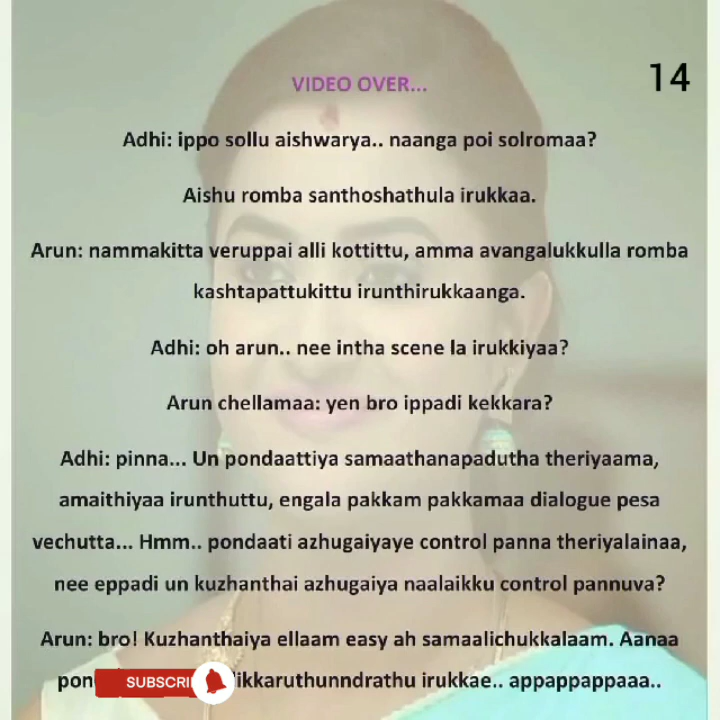 14
VIDEO OVER...
Adhi: ippo sollu aishwarya.. naanga poi solromaa?
Aishu romba santhoshathula irukkaa.
Arun: nammakitta veruppai alli kottittu, amma avangalukkulla romba
kashtapattukittu irunthirukkaanga.
Adhi: oh arun.. nee intha scene la irukkiyaa?
Arun chellamaa: yen bro ippadi kekkara?
Adhi: pinna... Un pondaattiya samaathanapadutha theriyaama,
amaithiyaa irunthuttu, engala pakkam pakkamaa dialogue pesa
vechutta... Hmm.. pondaati azhugaiyaye control panna theriyalainaa,
nee eppadi un kuzhanthai azhugaiya naalaikku control pannuva?
Arun: bro! Kuzhanthaiya ellaam easy ah samaalichukkalaam. Aanaa
likkaruthunndrathu irukkae.. appappappaaa..